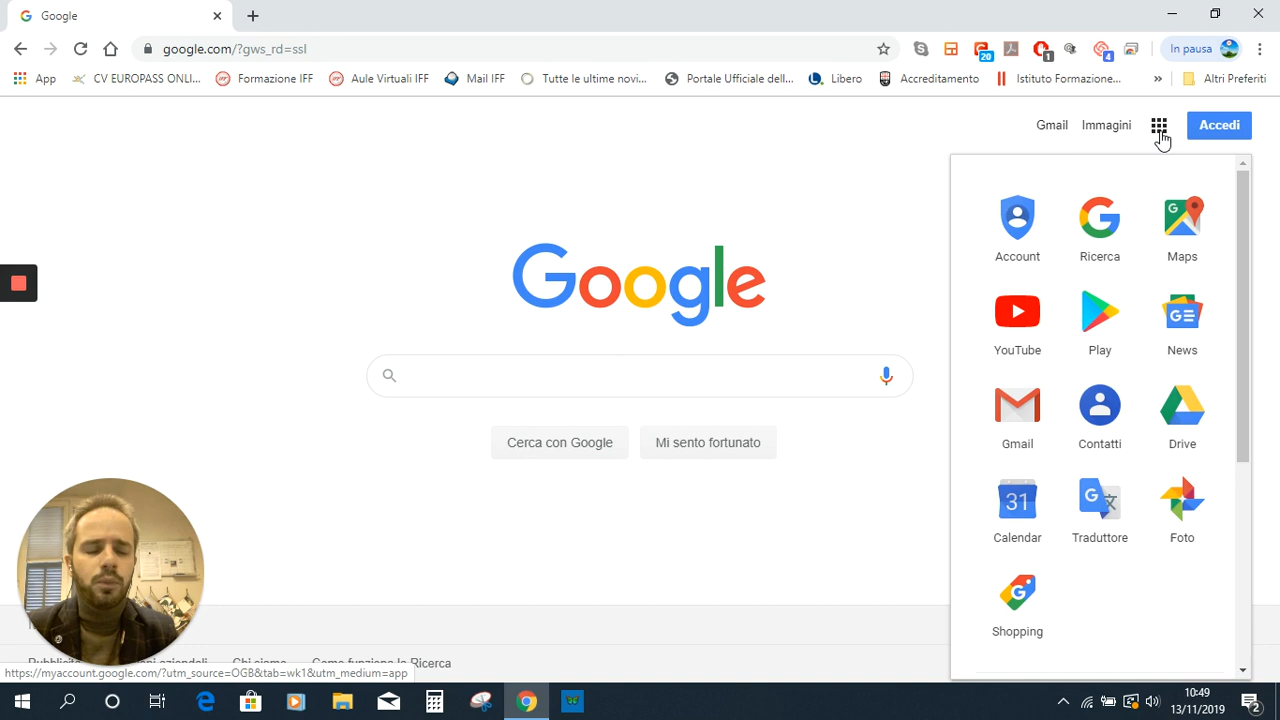 Google
google.com/?gws_rd=ssl
20
1
4
In pausa
App
CV EUROPASS ONLI...
Formazione IFF
Aule Virtuali IFF
Mail IFF
Tutte le ultime novi...
Portale Ufficiale dell...
Libero
Accreditamento
Istituto Formazione...
»
Altri Preferiti
Gmail
Immagini
Accedi
Google
Cerca con Google
Mi sento fortunato
Account
Ricerca
Maps
YouTube
Play
News
Gmail
Contatti
Drive
31
Calendar
Traduttore
Foto
Shopping
Chi siamo
Come funziona la Ricerca
https://myaccount.google.com/?utm_source=OGB&tab=wk1&utm_medium=app
10:49
13/11/2019
2